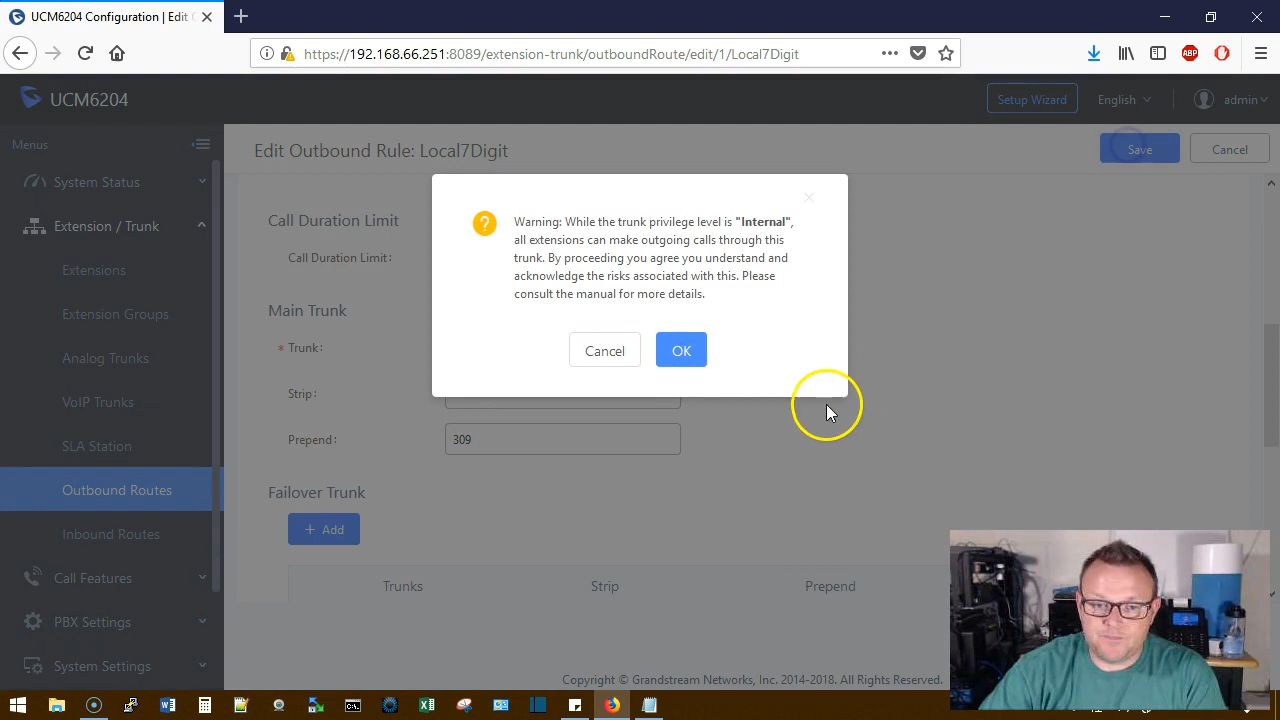 UCM6204 Configuration | Edit O
https://192.168.66.251:8089/extension-trunk/outboundRoute/edit/1/Local7Digit
ABP
UCM6204
Setup Wizard
English
admin
Menus
Edit Outbound Rule: Local7Digit
Save
Cancel
System Status
Extension / Trunk
Extensions
Extension Groups
Analog Trunks
VoIP Trunks
SLA Station
Outbound Routes
Inbound Routes
Call Features
PBX Settings
System Settings
Call Duration Limit
Call Duration Limit:
Main Trunk
* Trunk:
Strip:
Prepend:
309
Failover Trunk
+ Add
Trunks
Strip
Prepend
Warning: While the trunk privilege level is "Internal",
all extensions can make outgoing calls through this
trunk. By proceeding you agree you understand and
acknowledge the risks associated with this. Please
consult the manual for more details.
Cancel
OK
Copyright © Grandstream Networks, Inc. 2014-2018. All Rights Reserved.